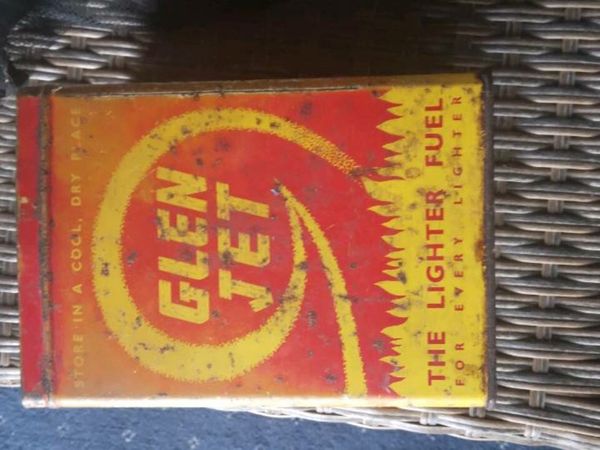 STORE IN A COOL, DRY PLACE
GLEN
JET
THE LIGHTER FUEL
FOR EVERY LIGHTER